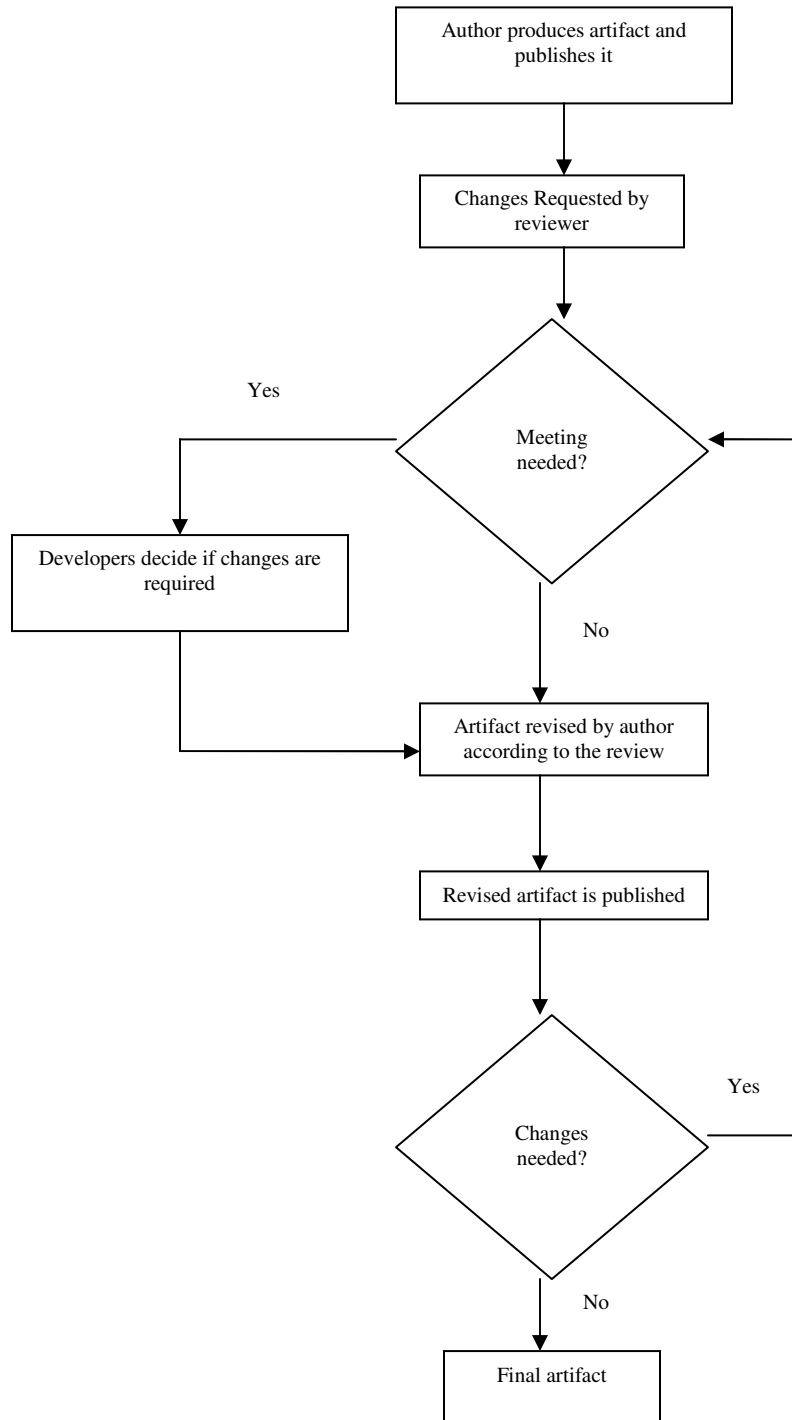 Author produces artifact and
publishes it
Changes Requested by
reviewer
Yes
Meeting
needed?
Developers decide if changes are
required
No
Artifact revised by author
according to the review
Revised artifact is published
Yes
Changes
needed?
No
Final artifact